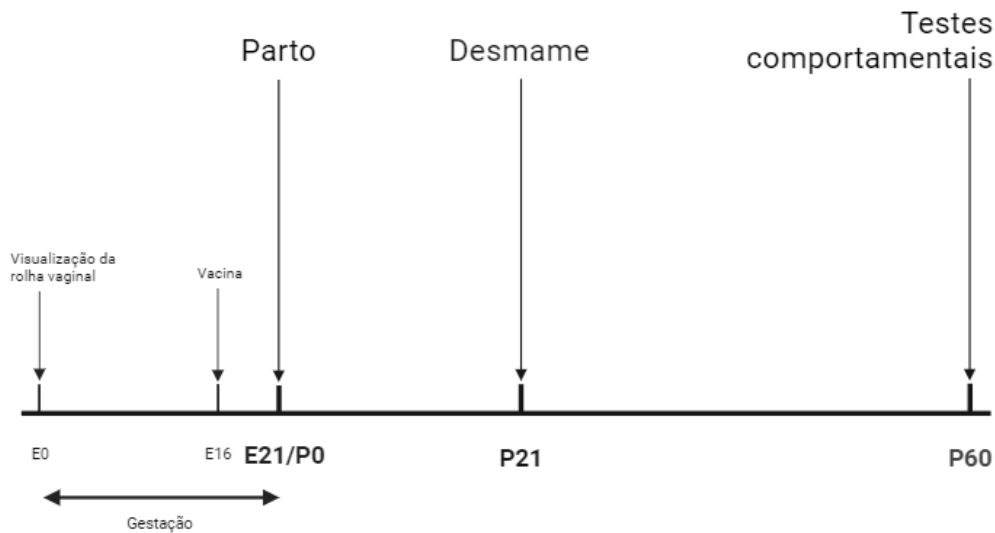 Testes
comportamentais
Parto
Desmame
Visualização da
rolha vaginal
Vacina
E0
E16
E21/P0
P21
P60
Gestação